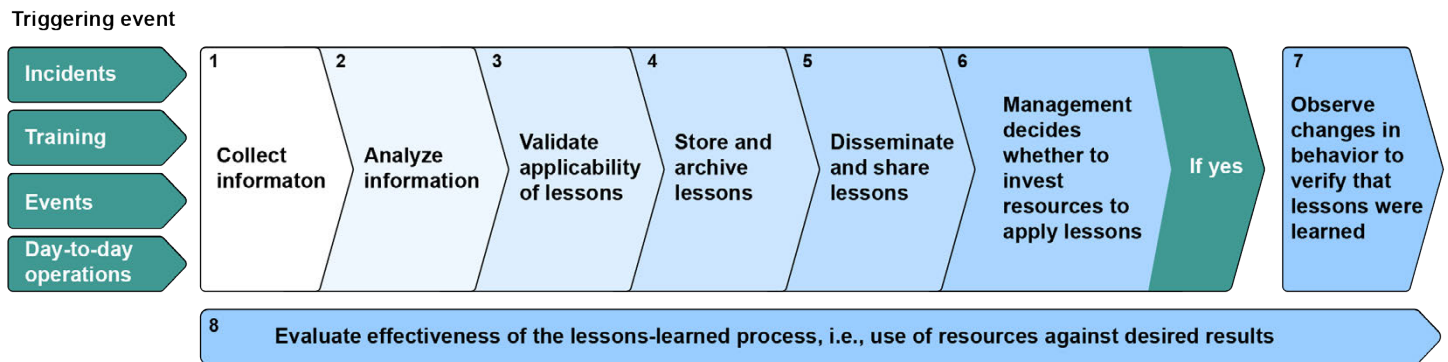 Triggering event
Incidents
Training
Events
Day-to-day
operations
1
Collect
informaton
2
Analyze
information
3
Validate
applicability
of lessons
4
Store and
archive
lessons
5
Disseminate
and share
lessons
6
Management
decides
whether to
invest
resources to
apply lessons
If yes
7
Observe
changes in
behavior to
verify that
lessons were
learned
8
Evaluate effectiveness of the lessons-learned process, i.e., use of resources against desired results